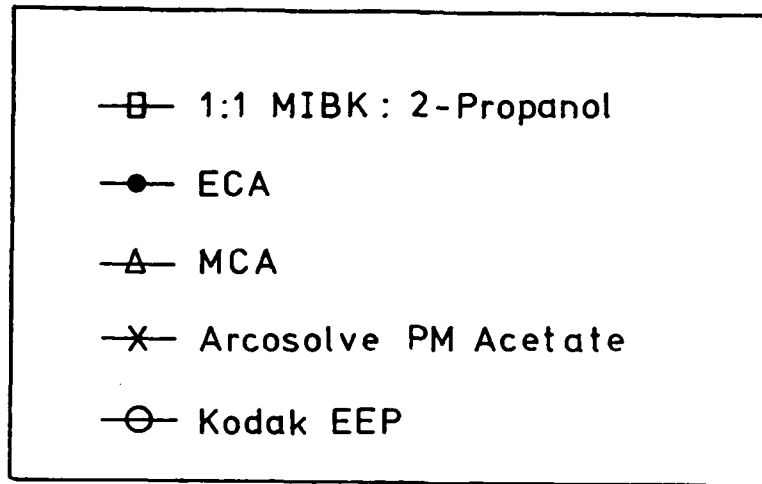 1:1 MIBK : 2-Propanol
ECA
MCA
Arcosolve PM Acetate
Kodak EEP